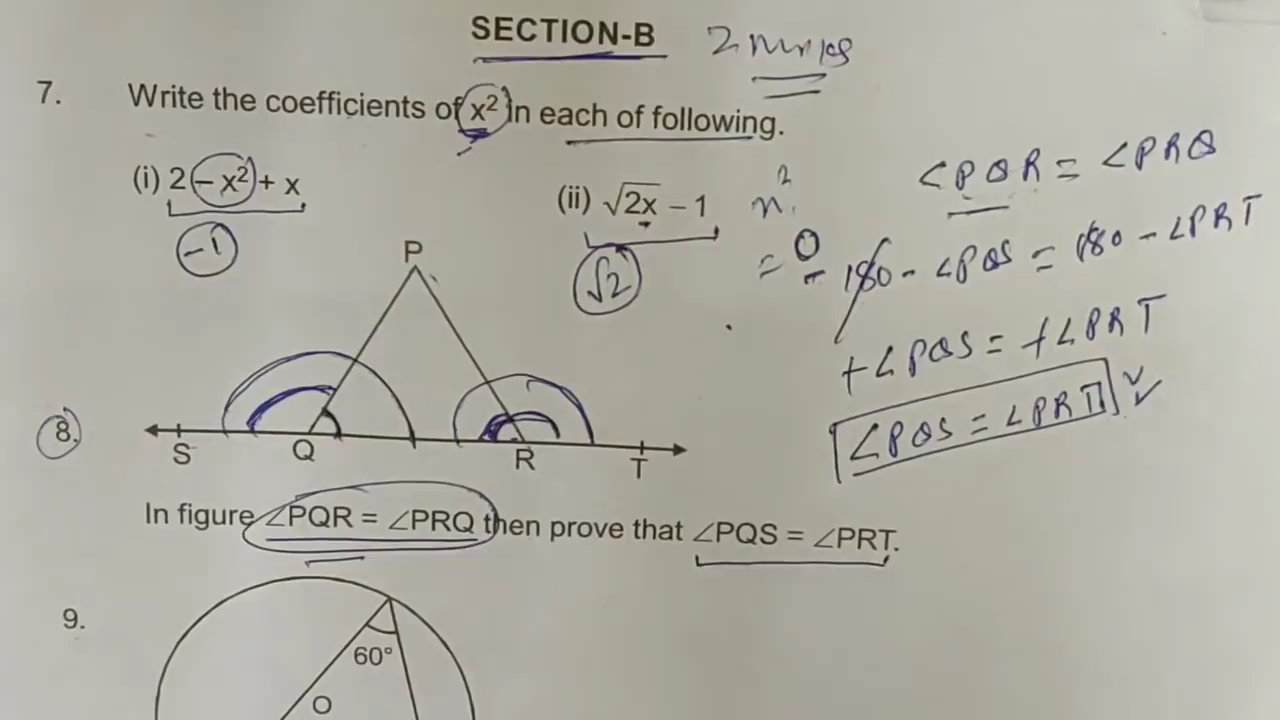 SECTION-B 2 Marks
7. Write the coefficients of x² in each of following.
(i) 2 – x² + x
(ii) √2x – 1
-1
√2
x²
= 0
∠PQR = ∠PRQ
180 - ∠PQS = 180 - ∠PRT
+∠PQS = +∠PRT
∠PQS = ∠PRT
P
8.
S Q R T
In figure ∠PQR = ∠PRQ then prove that ∠PQS = ∠PRT.
9.
60°
O